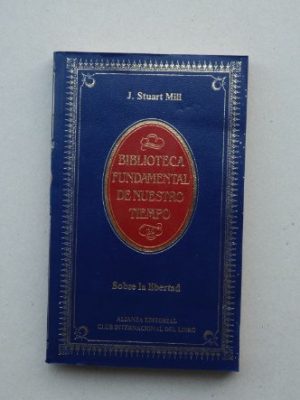 J. Stuart Mill
BIBLIOTECA
FUNDAMENTAL
DE NUESTRO
TIEMPO
Sobre la libertad
ALIANZA EDITORIAL
CLUB INTERNACIONAL DEL LIBRO